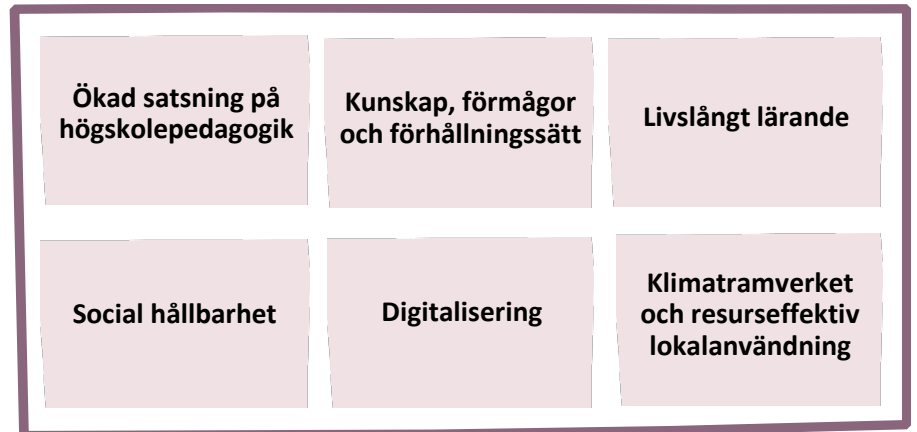 Ökad satsning på
högskolepedagogik
Kunskap, förmågor
och förhållningssätt
Livslångt lärande
Social hållbarhet
Digitalisering
Klimatramverket
och resurseffektiv
lokalanvändning